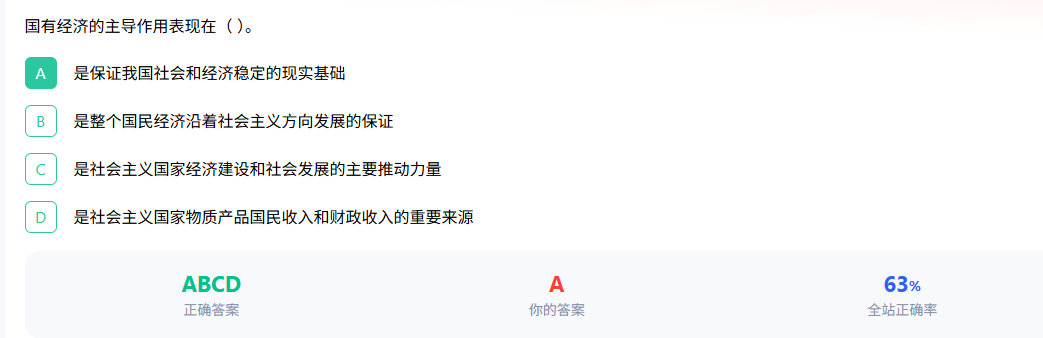 国有经济的主导作用表现在（ ）。
A 是保证我国社会和经济稳定的现实基础
B 是整个国民经济沿着社会主义方向发展的保证
C 是社会主义国家经济建设和社会发展的主要推动力量
D 是社会主义国家物质产品国民收入和财政收入的重要来源
ABCD A 63%
正确答案 你的答案 全站正确率